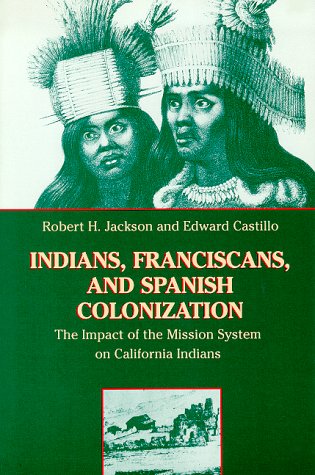 Robert H. Jackson and Edward Castillo
INDIANS, FRANCISCANS,
AND SPANISH
COLONIZATION
The Impact of the Mission System
on California Indians